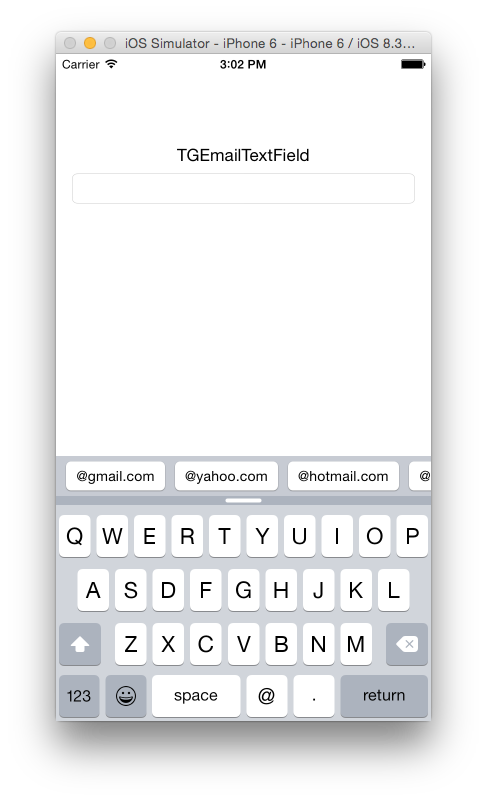 iOS Simulator - iPhone 6 - iPhone 6 / iOS 8.3...
Carrier 3:02 PM
TGEmailTextField
@gmail.com @yahoo.com @hotmail.com @
Q W E R T Y U I O P
A S D F G H J K L
Z X C V B N M
123 space @ . return